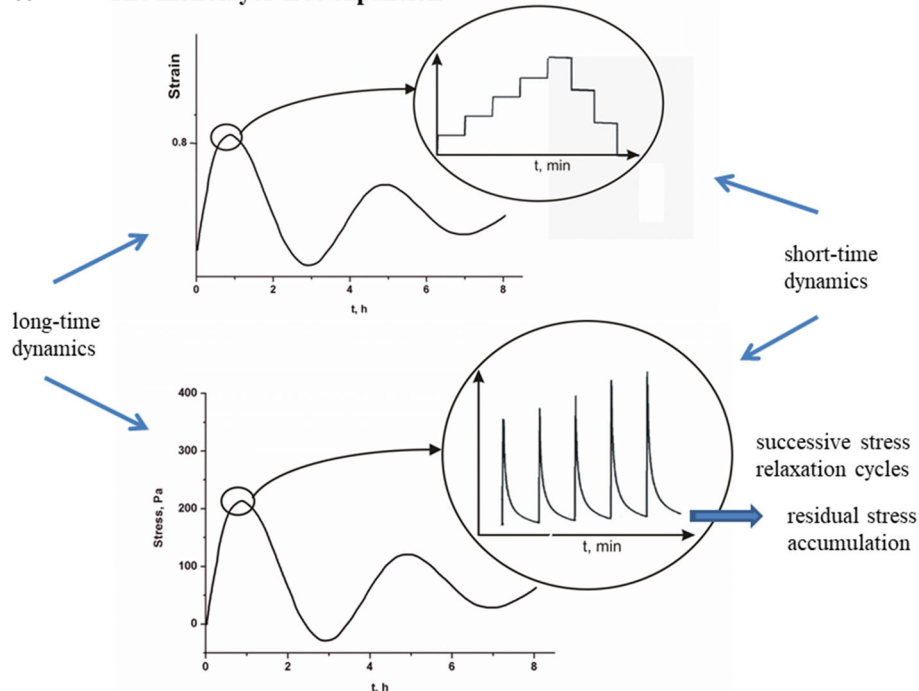 Strain
0.8
t, min
0 2 4 6 8
t, h
short-time
dynamics
long-time
dynamics
400
300
200
100
0
Stress, Pa
t, min
0 2 4 6 8
t, h
successive stress
relaxation cycles
residual stress
accumulation